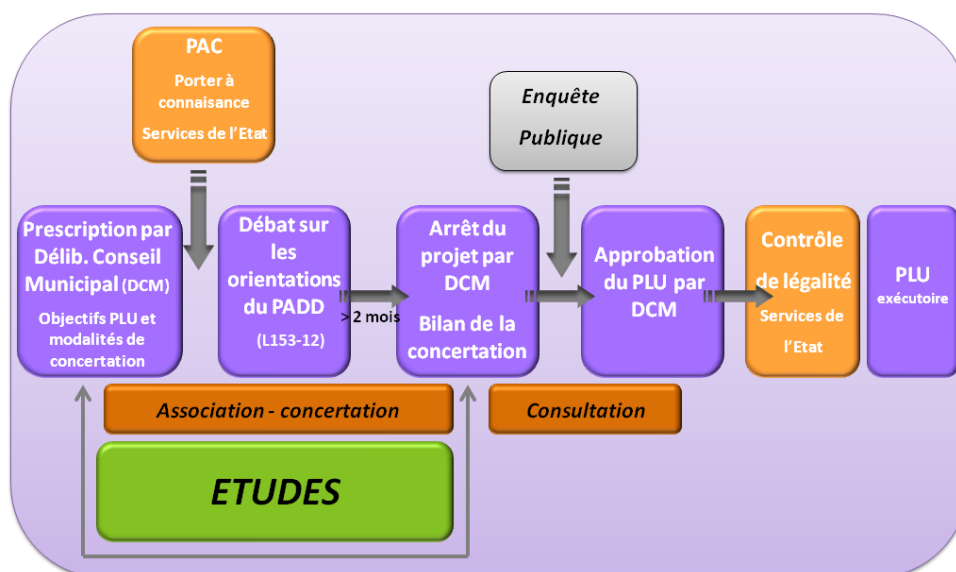 PAC
Porter à
connaissance
Services de l'Etat
Enquête
Publique
Prescription par
Délib. Conseil
Municipal (DCM)
Objectifs PLU et
modalités de
concertation
Débat sur
les
orientations
du PADD
(L153-12)
> 2 mois
Arrêt du
projet par
DCM
Bilan de la
concertation
Approbation
du PLU par
DCM
Contrôle
de légalité
Services de
l'Etat
PLU
exécutoire
Association - concertation
Consultation
ETUDES